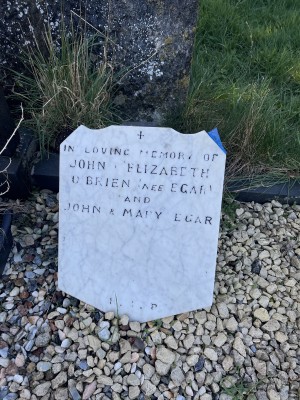 IN LOVING MEMORY OF
JOHN & ELIZABETH
O'BRIEN (NEE EGAR)
AND
JOHN & MARY EGAR
R.I.P